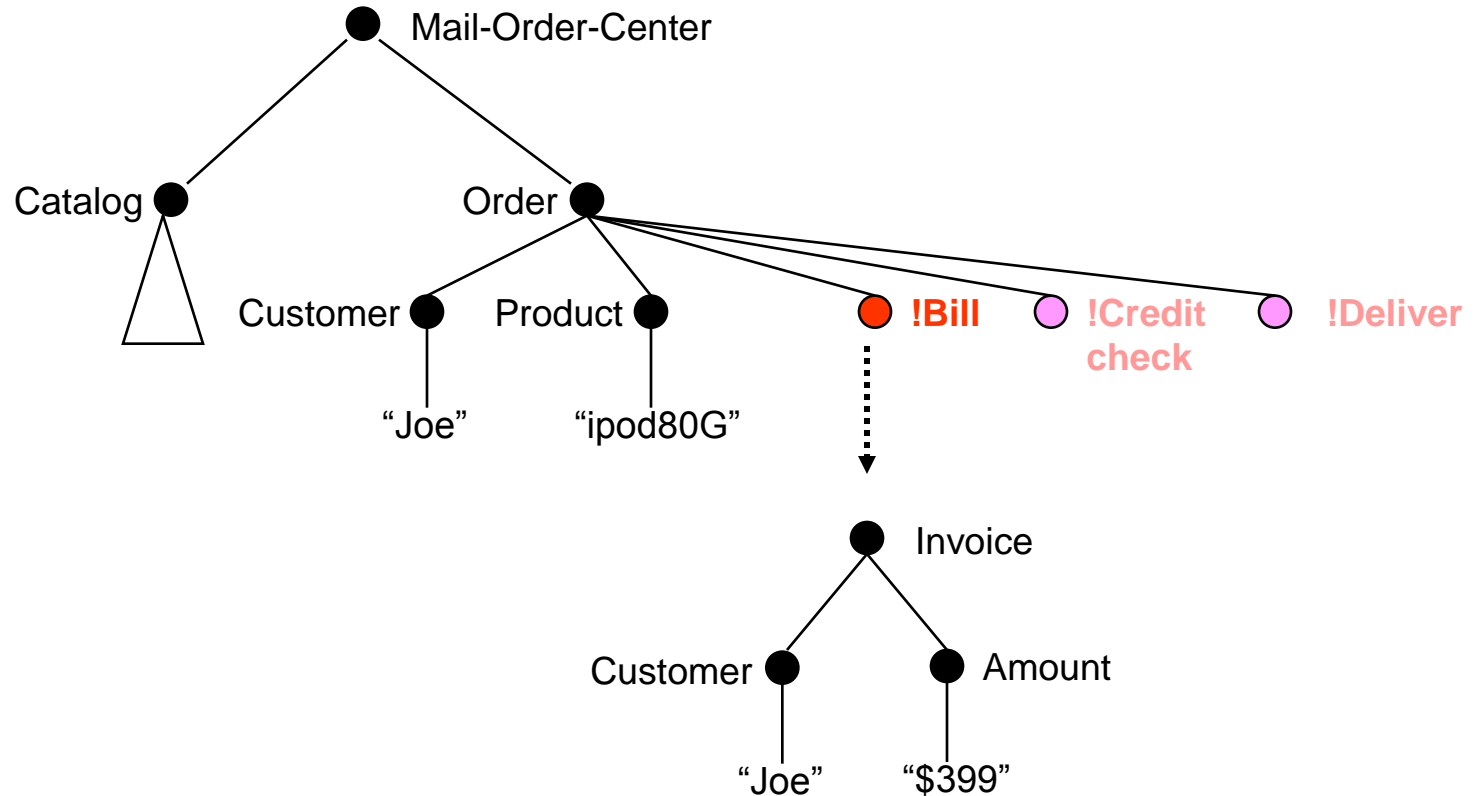 Mail-Order-Center
Catalog
Order
Customer
Product
!Bill
!Credit
check
!Deliver
“Joe”
“ipod80G”
Invoice
Customer
Amount
“Joe”
“$399”